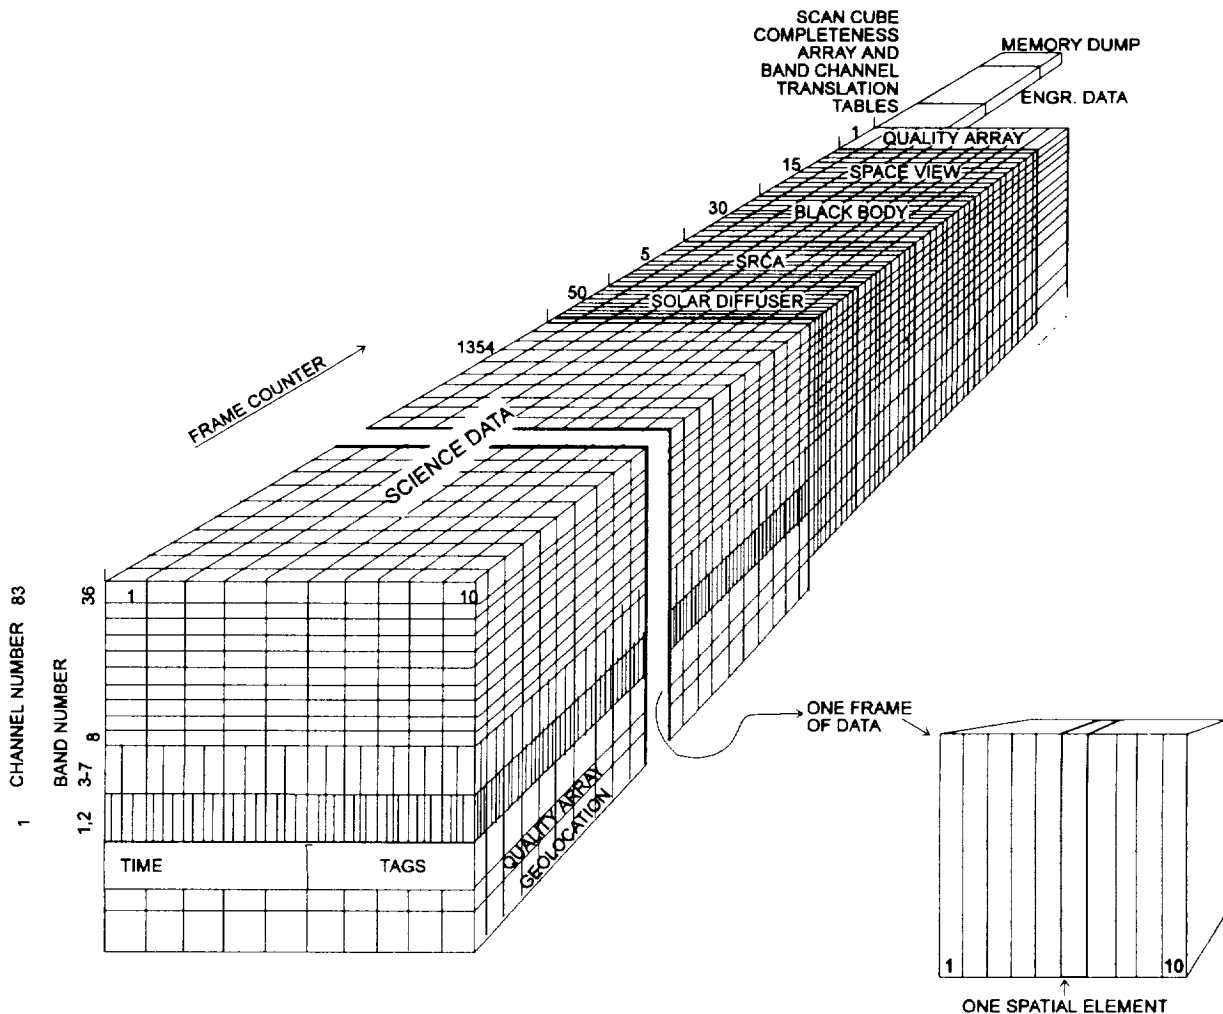 SCAN CUBE
COMPLETENESS
ARRAY AND
BAND CHANNEL
TRANSLATION
TABLES
MEMORY DUMP
ENGR. DATA
1
QUALITY ARRAY
15
SPACE VIEW
30
BLACK BODY
5
SRCA
50
SOLAR DIFFUSER
1354
FRAME COUNTER
SCIENCE DATA
1
10
CHANNEL NUMBER
83
1
BAND NUMBER
36
8
3-7
1,2
TIME
TAGS
QUALITY ARRAY
GEOLOCATION
ONE FRAME
OF DATA
1
10
ONE SPATIAL ELEMENT